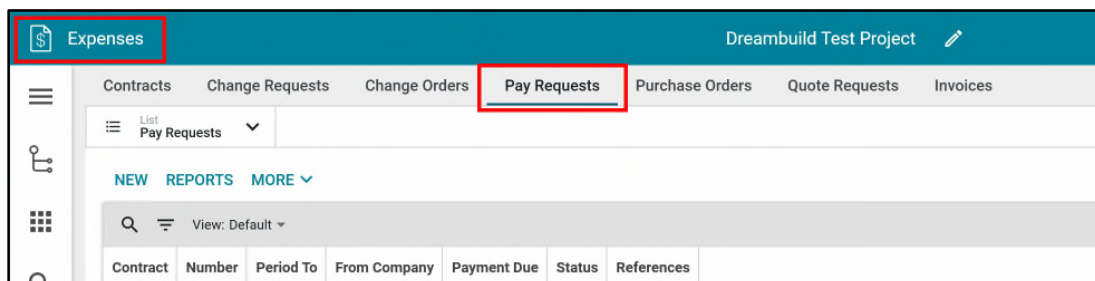 Expenses
Dreambuild Test Project
Contracts Change Requests Change Orders Pay Requests Purchase Orders Quote Requests Invoices
List
Pay Requests
NEW REPORTS MORE
View: Default
Contract Number Period To From Company Payment Due Status References